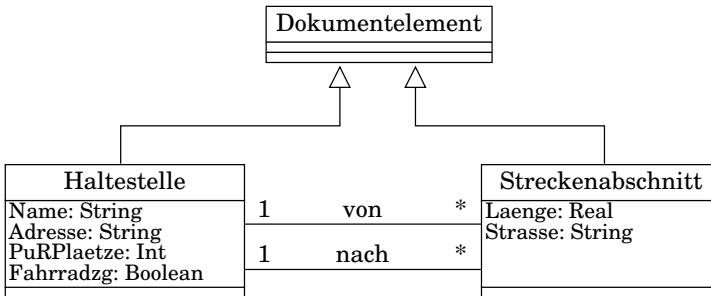 Dokumentelement
Haltestelle
Name: String
Adresse: String
PuRPlaetze: Int
Fahrradzg: Boolean
1 von *
1 nach *
Streckenabschnitt
Laenge: Real
Strasse: String